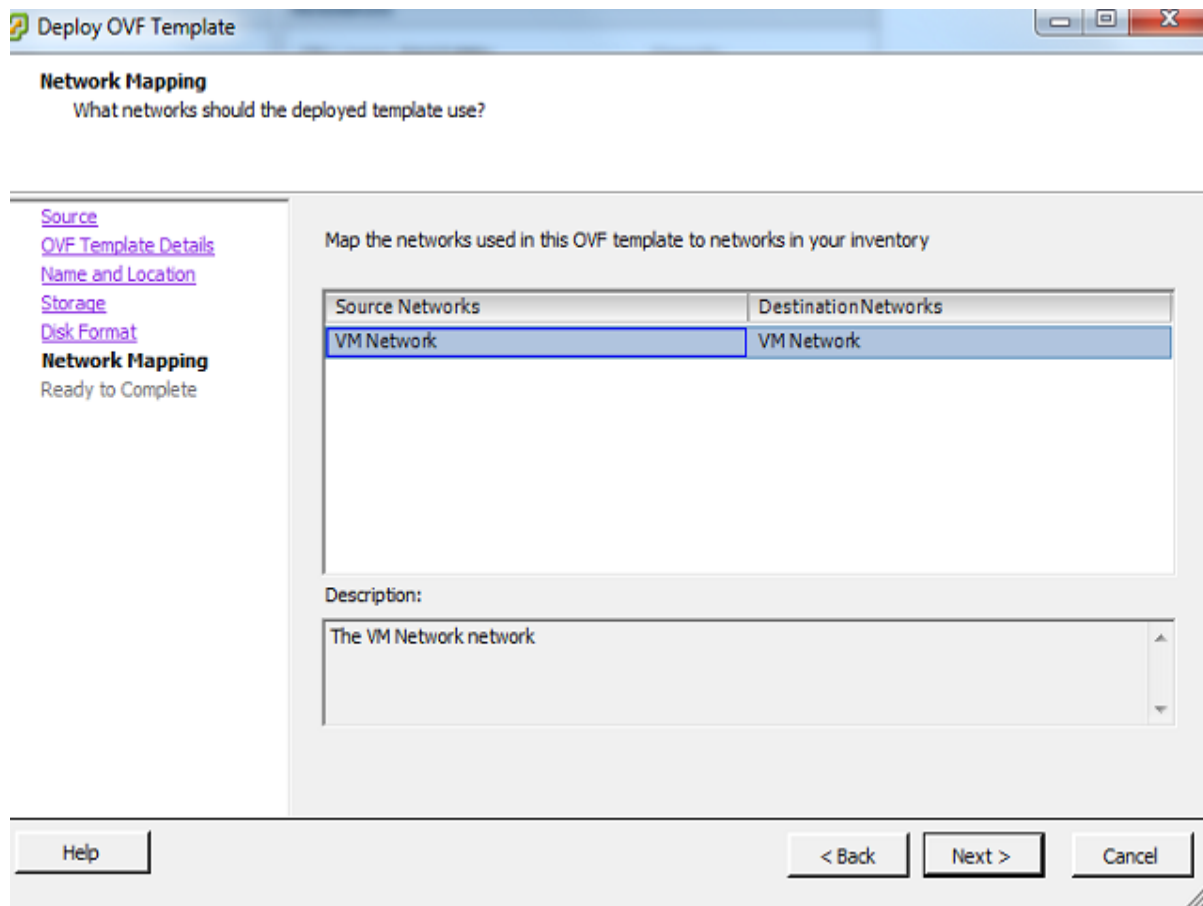 Deploy OVF Template
Network Mapping
What networks should the deployed template use?
Source
OVF Template Details
Name and Location
Storage
Disk Format
Network Mapping
Ready to Complete
Map the networks used in this OVF template to networks in your inventory
Source Networks DestinationNetworks
VM Network VM Network
Description:
The VM Network network
Help < Back Next > Cancel